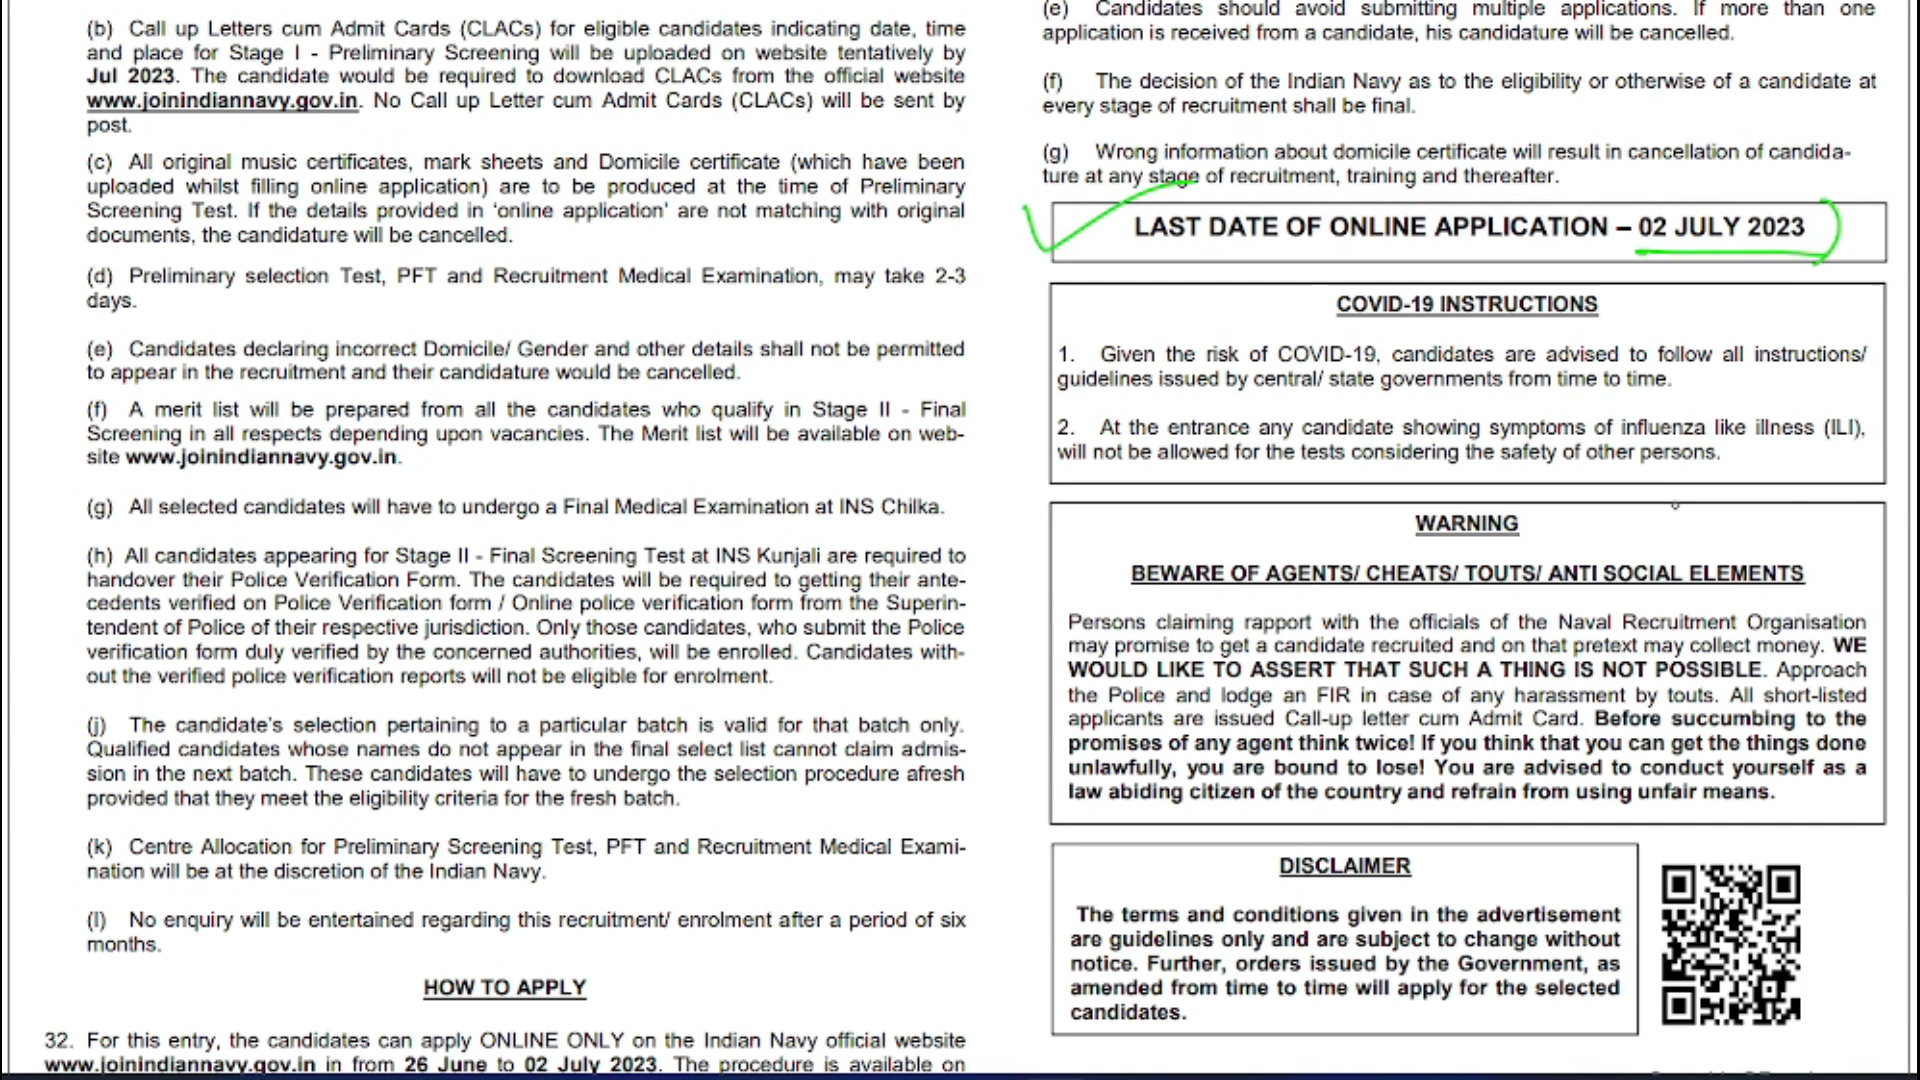 (b) Call up Letters cum Admit Cards (CLACs) for eligible candidates indicating date, time
and place for Stage I - Preliminary Screening will be uploaded on website tentatively by
Jul 2023. The candidate would be required to download CLACs from the official website
www.joinindiannavy.gov.in. No Call up Letter cum Admit Cards (CLACs) will be sent by
post.
(c) All original music certificates, mark sheets and Domicile certificate (which have been
uploaded whilst filling online application) are to be produced at the time of Preliminary
Screening Test. If the details provided in ‘online application’ are not matching with original
documents, the candidature will be cancelled.
(d) Preliminary selection Test, PFT and Recruitment Medical Examination, may take 2-3
days.
(e) Candidates declaring incorrect Domicile/ Gender and other details shall not be permitted
to appear in the recruitment and their candidature would be cancelled.
(f) A merit list will be prepared from all the candidates who qualify in Stage II - Final
Screening in all respects depending upon vacancies. The Merit list will be available on web-
site www.joinindiannavy.gov.in.
(g) All selected candidates will have to undergo a Final Medical Examination at INS Chilka.
(h) All candidates appearing for Stage II - Final Screening Test at INS Kunjali are required to
handover their Police Verification Form. The candidates will be required to getting their ante-
cedents verified on Police Verification form / Online police verification form from the Superin-
tendent of Police of their respective jurisdiction. Only those candidates, who submit the Police
verification form duly verified by the concerned authorities, will be enrolled. Candidates with-
out the verified police verification reports will not be eligible for enrolment.
(j) The candidate’s selection pertaining to a particular batch is valid for that batch only.
Qualified candidates whose names do not appear in the final select list cannot claim admis-
sion in the next batch. These candidates will have to undergo the selection procedure afresh
provided that they meet the eligibility criteria for the fresh batch.
(k) Centre Allocation for Preliminary Screening Test, PFT and Recruitment Medical Exami-
nation will be at the discretion of the Indian Navy.
(l) No enquiry will be entertained regarding this recruitment/ enrolment after a period of six
months.
HOW TO APPLY
32. For this entry, the candidates can apply ONLINE ONLY on the Indian Navy official website
www.joinindiannavy.gov.in in from 26 June to 02 July 2023. The procedure is available on
(e) Candidates should avoid submitting multiple applications. If more than one
application is received from a candidate, his candidature will be cancelled.
(f) The decision of the Indian Navy as to the eligibility or otherwise of a candidate at
every stage of recruitment shall be final.
(g) Wrong information about domicile certificate will result in cancellation of candida-
ture at any stage of recruitment, training and thereafter.
LAST DATE OF ONLINE APPLICATION – 02 JULY 2023
COVID-19 INSTRUCTIONS
1. Given the risk of COVID-19, candidates are advised to follow all instructions/
guidelines issued by central/ state governments from time to time.
2. At the entrance any candidate showing symptoms of influenza like illness (ILI),
will not be allowed for the tests considering the safety of other persons.
WARNING
BEWARE OF AGENTS/ CHEATS/ TOUTS/ ANTI SOCIAL ELEMENTS
Persons claiming rapport with the officials of the Naval Recruitment Organisation
may promise to get a candidate recruited and on that pretext may collect money. WE
WOULD LIKE TO ASSERT THAT SUCH A THING IS NOT POSSIBLE. Approach
the Police and lodge an FIR in case of any harassment by touts. All short-listed
applicants are issued Call-up letter cum Admit Card. Before succumbing to the
promises of any agent think twice! If you think that you can get the things done
unlawfully, you are bound to lose! You are advised to conduct yourself as a
law abiding citizen of the country and refrain from using unfair means.
DISCLAIMER
The terms and conditions given in the advertisement
are guidelines only and are subject to change without
notice. Further, orders issued by the Government, as
amended from time to time will apply for the selected
candidates.